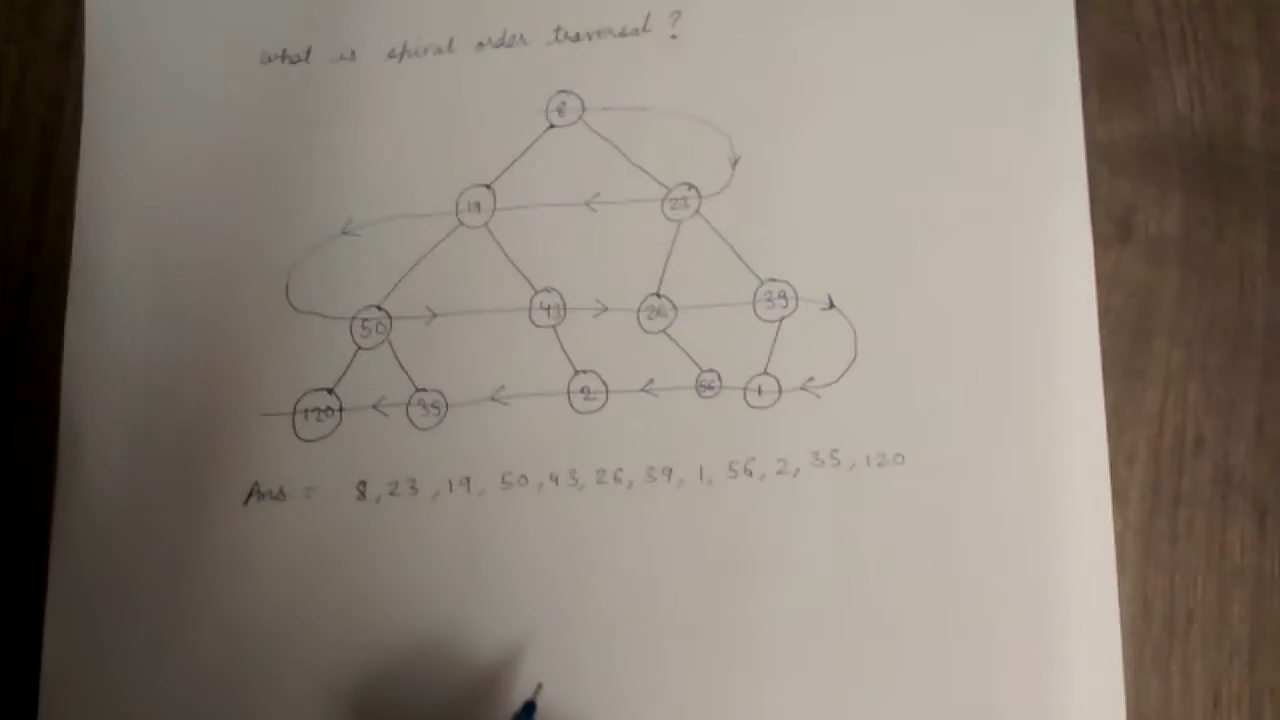 what is spiral order traversal ?
8
19 23
50 43 26 39
120 35 2 56 1
Ans = 8, 23, 19, 50, 43, 26, 39, 1, 56, 2, 35, 120